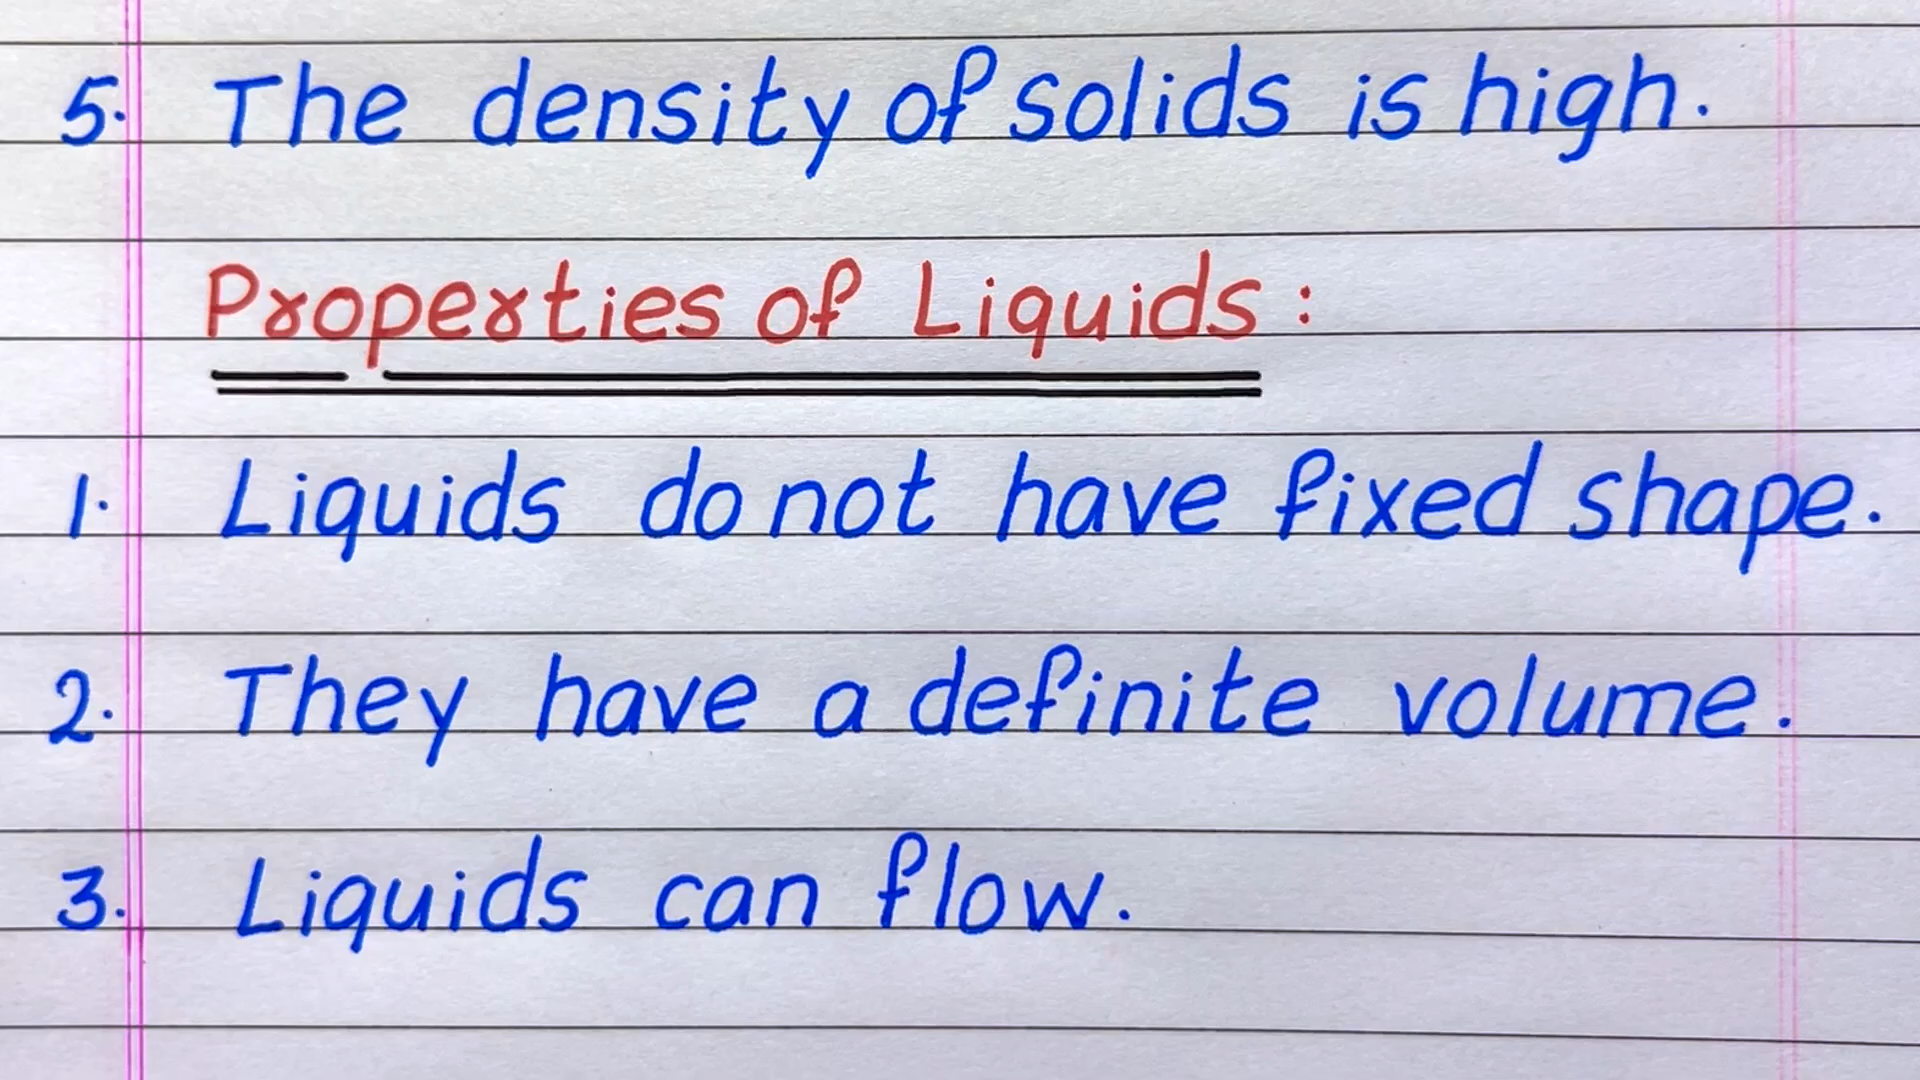 5. The density of solids is high.
Properties of Liquids :
1. Liquids do not have fixed shape.
2. They have a definite volume.
3. Liquids can flow.